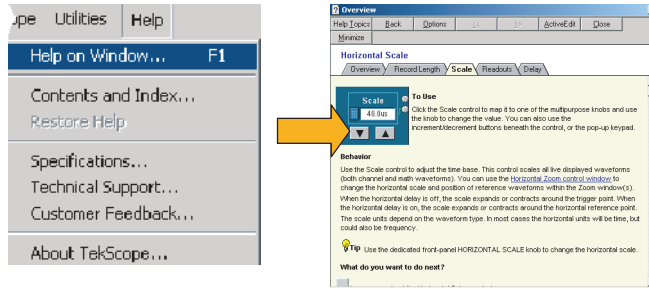 ope Utilities Help
Help on Window... F1
Contents and Index...
Restore Help
Specifications...
Technical Support...
Customer Feedback...
About TekScope...
Overview
Help Topics Back Options << >> ActiveEdit Close
Minimize
Horizontal Scale
Overview Record Length Scale Readouts Delay
Scale
40.0us
To Use
Click the Scale control to map it to one of the multipurpose knobs and use
the knob to change the value. You can also use the
increment/decrement buttons beneath the control, or the pop-up keypad.
Behavior
Use the Scale control to adjust the time base. This control scales all live displayed waveforms
(both channel and math waveforms). You can use the Horizontal Zoom control window to
change the horizontal scale and position of reference waveforms within the Zoom window(s).
When the horizontal delay is off, the scale expands or contracts around the trigger point. When
the horizontal delay is on, the scale expands or contracts around the horizontal reference point.
The scale units depend on the waveform type. In most cases the horizontal units will be time, but
could also be frequency.
Tip Use the dedicated front-panel HORIZONTAL SCALE knob to change the horizontal scale.
What do you want to do next?